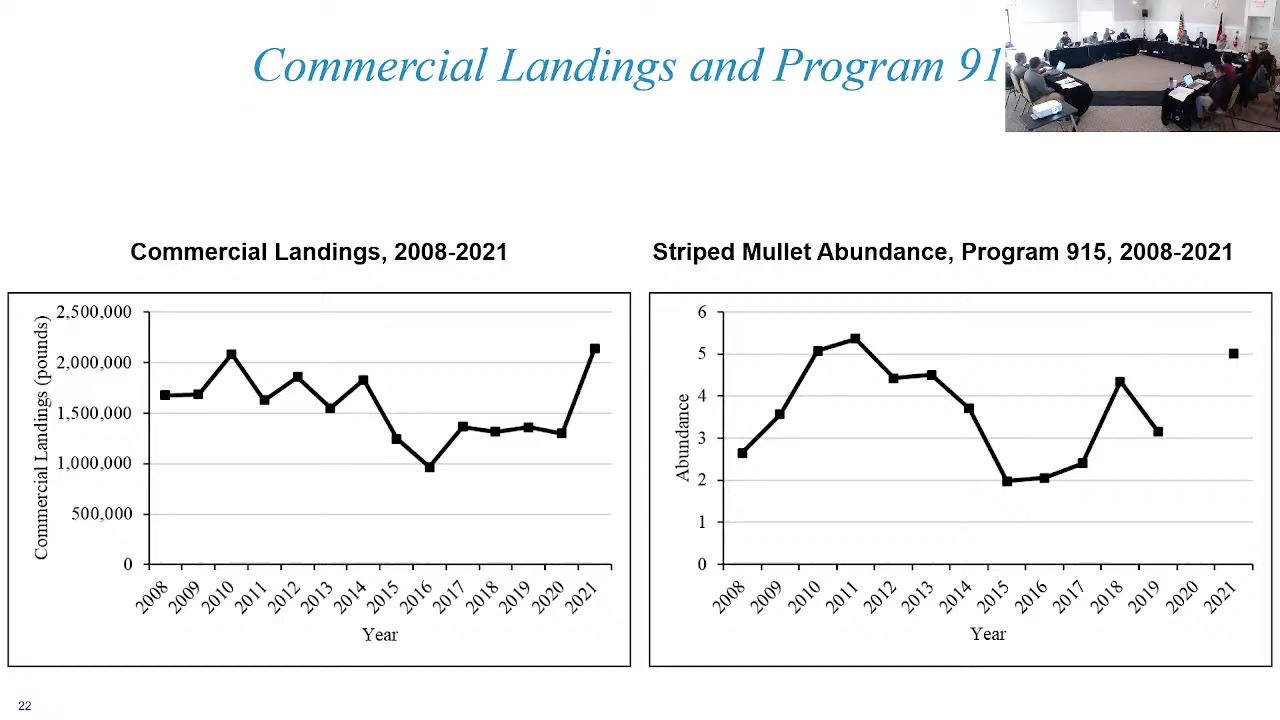 Commercial Landings and Program 91
Commercial Landings, 2008-2021
Commercial Landings (pounds)
2,500,000
2,000,000
1,500,000
1,000,000
500,000
0
2008 2009 2010 2011 2012 2013 2014 2015 2016 2017 2018 2019 2020 2021
Year
Striped Mullet Abundance, Program 915, 2008-2021
Abundance
6
5
4
3
2
1
0
2008 2009 2010 2011 2012 2013 2014 2015 2016 2017 2018 2019 2020 2021
Year
22